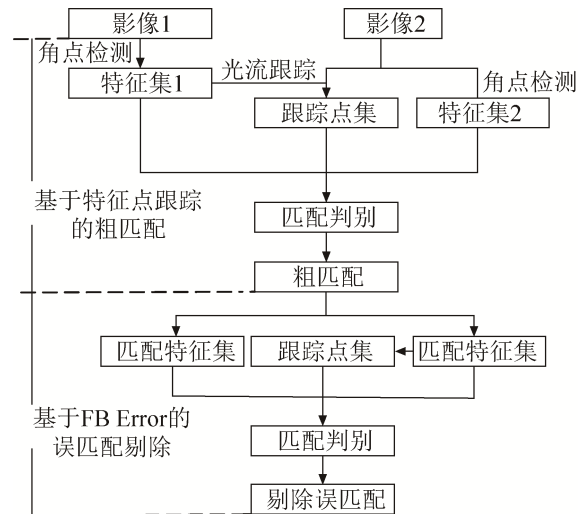 影像1
影像2
角点检测
特征集1
光流跟踪
角点检测
跟踪点集
特征集2
基于特征点跟踪
的粗匹配
匹配判别
粗匹配
匹配特征集
跟踪点集
匹配特征集
基于FB Error的
误匹配剔除
匹配判别
剔除误匹配